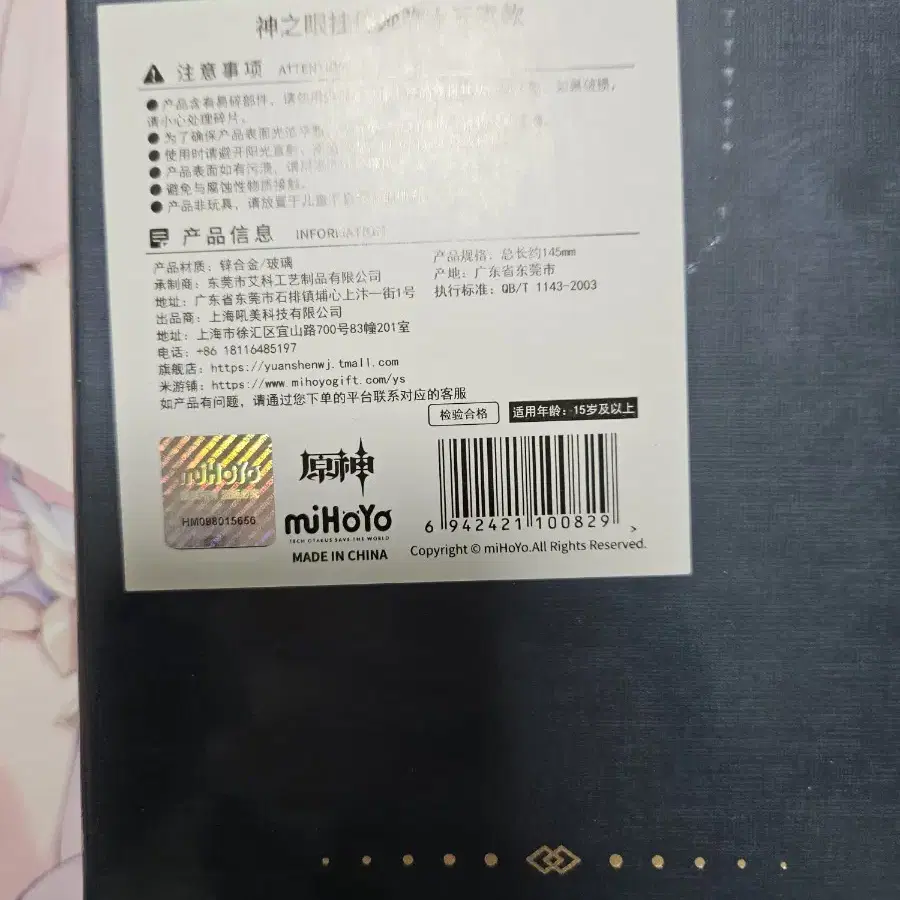 神之眼挂
注意事项 ATTENTION
产品含有易碎部件，请使用 如果破损，
请小心处理碎片。
为了确保产品表面光泽
使用时请避开阳光直射，
产品表面如有污渍，请
避免与腐蚀性物质接触。
产品非玩具，请放置于儿童
产品信息 INFORMATION
产品材质：锌合金/玻璃
产品规格：总长约145mm
承制商：东莞市艾科工艺制品有限公司
产地：广东省东莞市
地址：广东省东莞市石排镇埔心上汴一街1号
执行标准：QB/T 1143-2003
出品商：上海吼美科技有限公司
地址：上海市徐汇区宜山路700号83幢201室
电话：+86 18116485197
旗舰店：https://yuanshenwj.tmall.com
米游铺：https://www.mihoyogift.com/ys
如产品有问题，请通过您下单的平台联系对应的客服
检验合格 适用年龄：15岁及以上
miHoYo
HM098015656
原神
miHoYo
TECH OTAKUS SAVE THE WORLD
MADE IN CHINA
6 942421 100829 >
Copyright © miHoYo.All Rights Reserved.